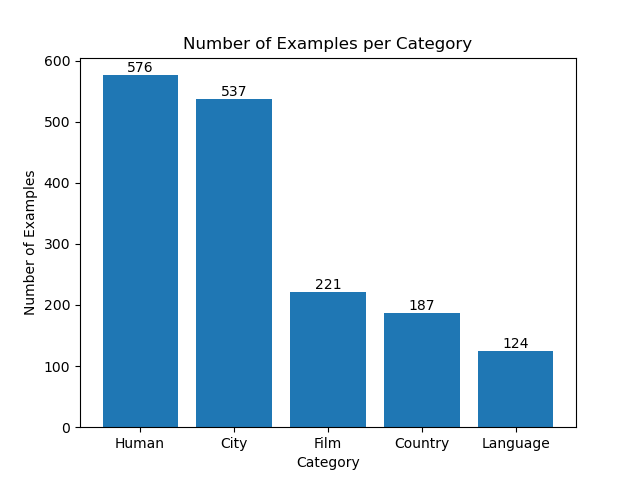 Number of Examples per Category
Number of Examples
600
500
400
300
200
100
0
576
537
221
187
124
Human
City
Film
Country
Language
Category